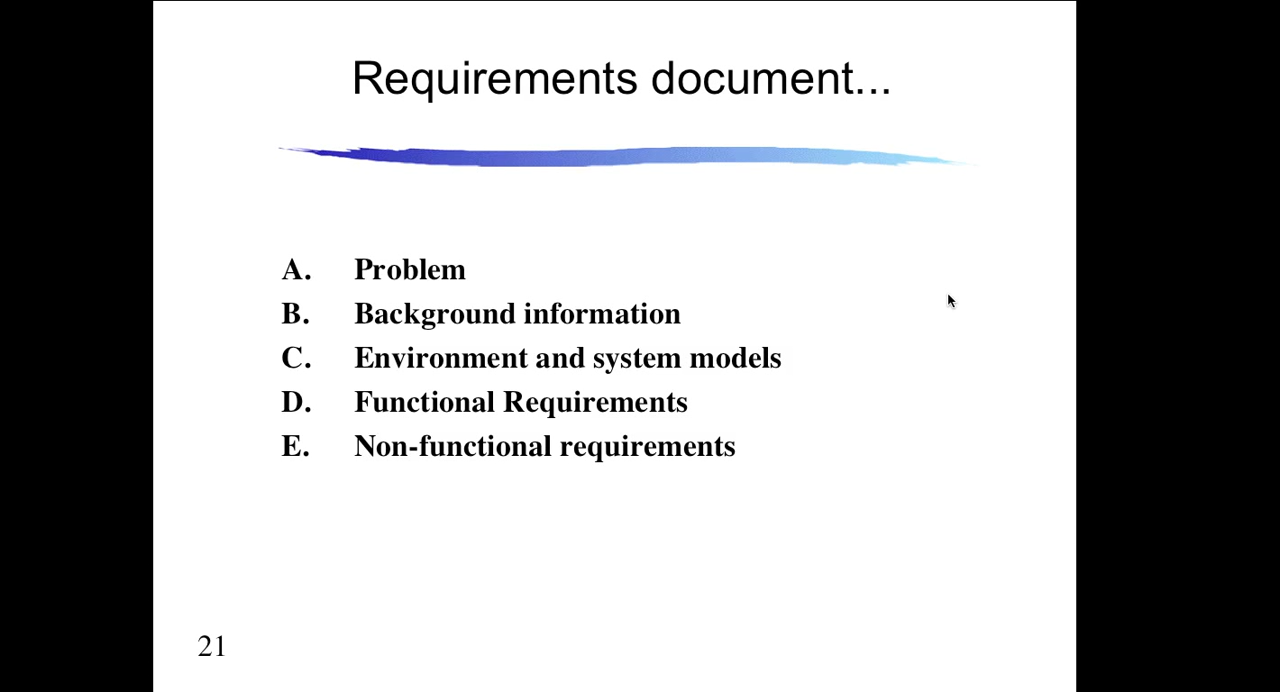 Requirements document...
A. Problem
B. Background information
C. Environment and system models
D. Functional Requirements
E. Non-functional requirements
21